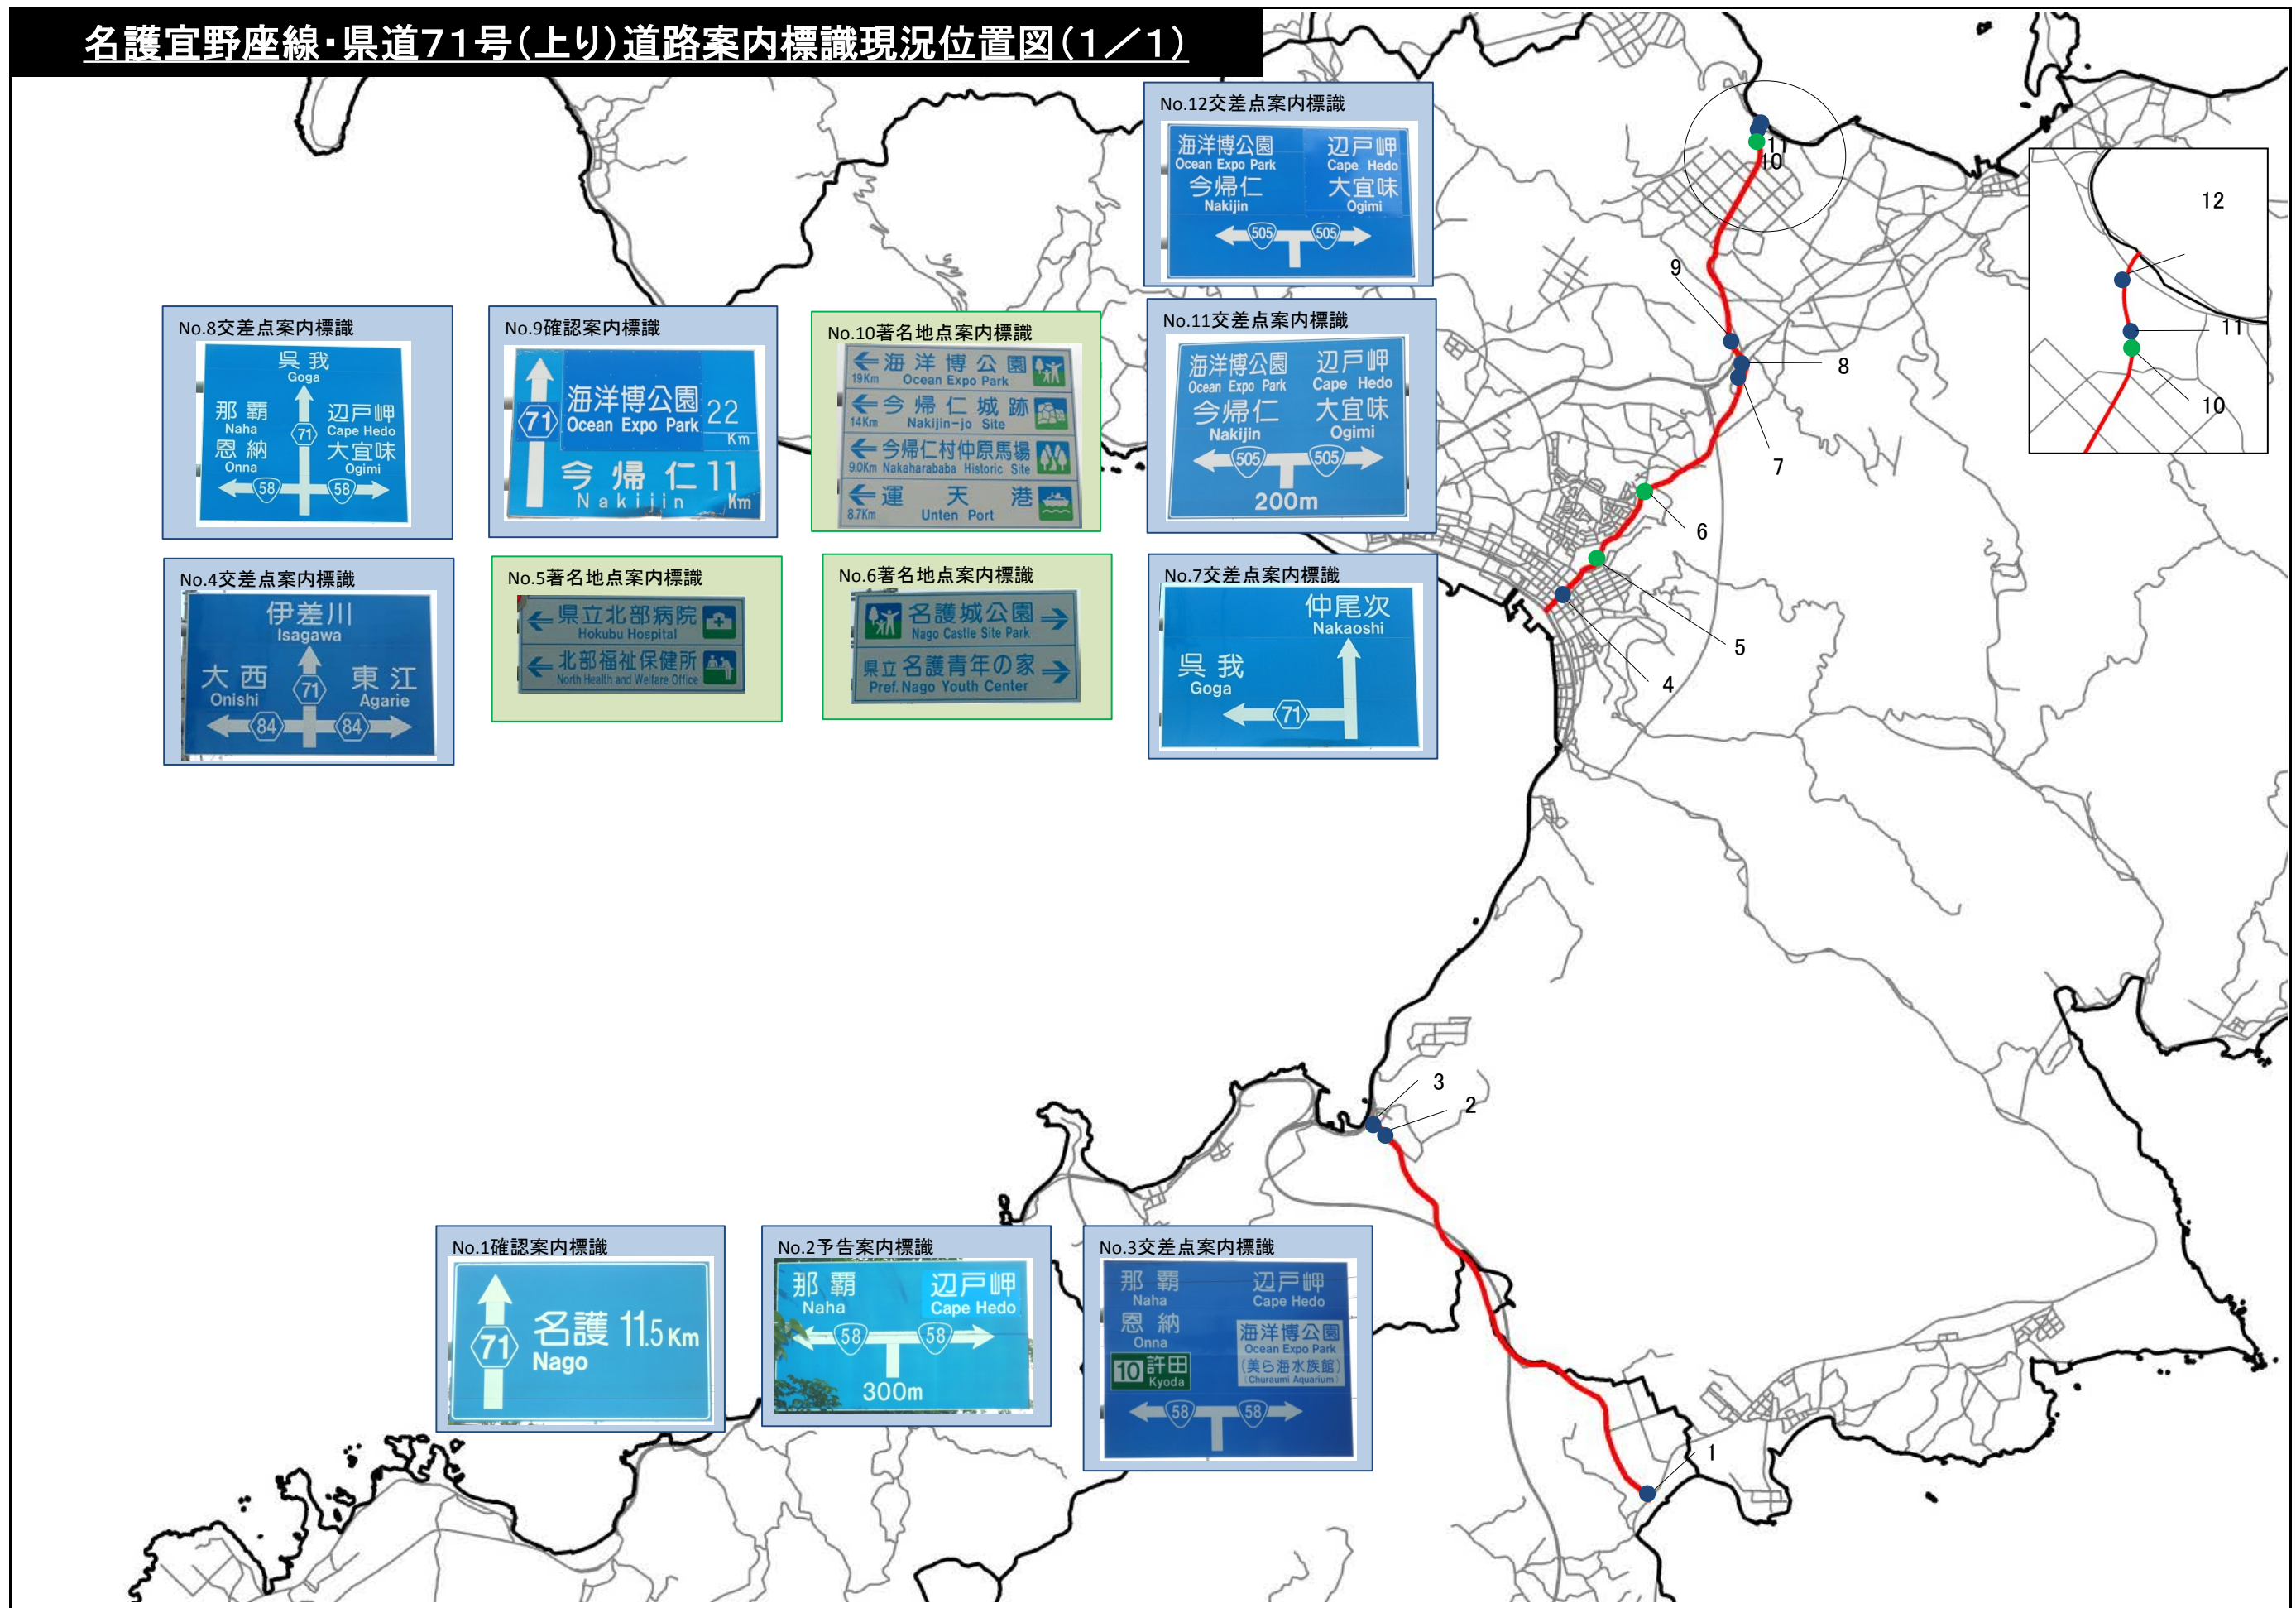 名護宜野座線・県道71号(上り)道路案内標識現況位置図(1/1)
No.12交差点案内標識
海洋博公園 辺戸岬
Ocean Expo Park Cape Hedo
今帰仁 大宜味
Nakijin Ogimi
505 505
No.8交差点案内標識
呉我
Goga
那覇 辺戸岬
Naha Cape Hedo
71
恩納 大宜味
Onna Ogimi
58 58
No.9確認案内標識
71
海洋博公園 22
Ocean Expo Park Km
今帰仁 11
Nakijin Km
No.10著名地点案内標識
海洋博公園
19Km Ocean Expo Park
今帰仁城跡
14Km Nakijin-jo Site
今帰仁村仲原馬場
9.0Km Nakaharababa Historic Site
運天港
8.7Km Unten Port
No.11交差点案内標識
海洋博公園 辺戸岬
Ocean Expo Park Cape Hedo
今帰仁 大宜味
Nakijin Ogimi
505 505
200m
No.4交差点案内標識
伊差川
Isagawa
大西 71 東江
Onishi Agarie
84 84
No.5著名地点案内標識
県立北部病院
Hokubu Hospital
北部福祉保健所
North Health and Welfare Office
No.6著名地点案内標識
名護城公園
Nago Castle Site Park
県立 名護青年の家
Pref. Nago Youth Center
No.7交差点案内標識
仲尾次
Nakaoshi
呉我
Goga
71
11
10
12
11
10
9
8
7
6
5
4
3
2
1
No.1確認案内標識
71
名護 11.5Km
Nago
No.2予告案内標識
那覇 辺戸岬
Naha Cape Hedo
58 58
300m
No.3交差点案内標識
那覇 辺戸岬
Naha Cape Hedo
恩納 海洋博公園
Onna Ocean Expo Park
10 許田 (美ら海水族館)
Kyoda (Churaumi Aquarium)
58 58